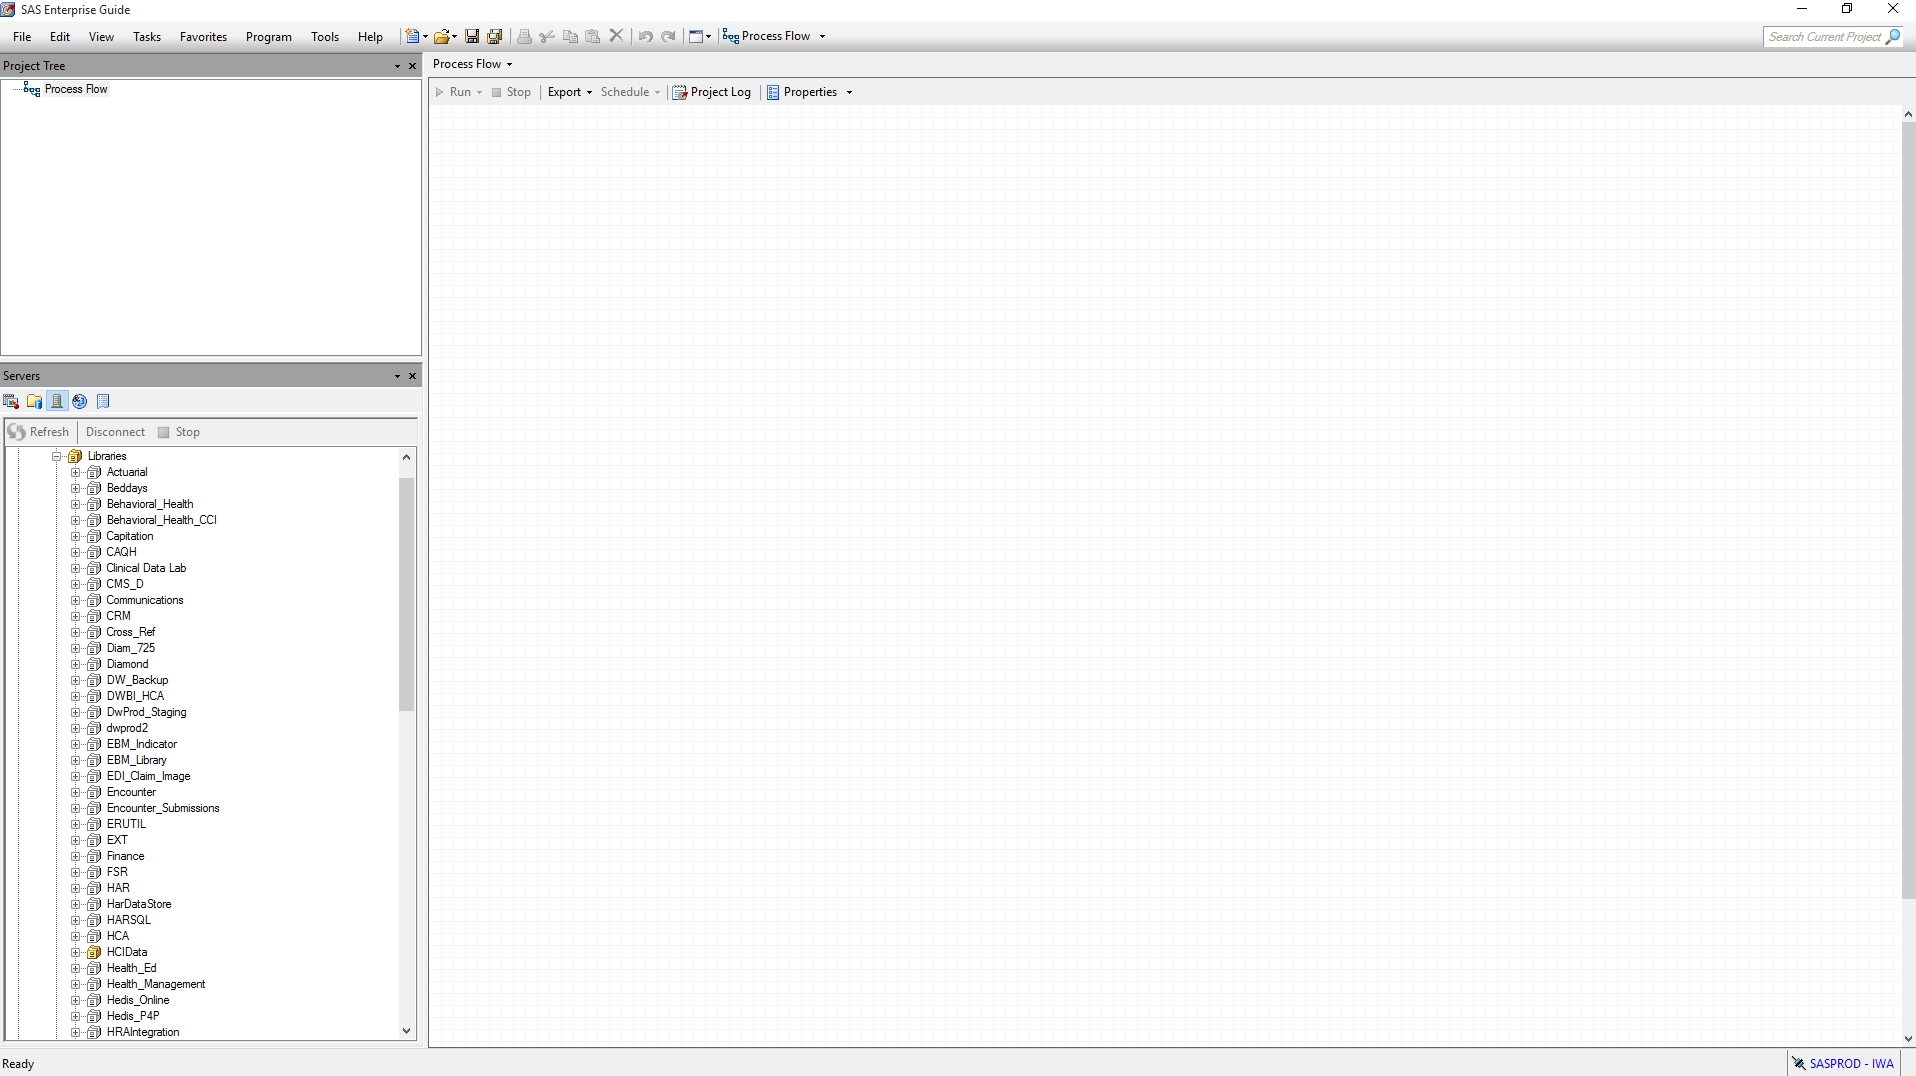 SAS Enterprise Guide
File Edit View Tasks Favorites Program Tools Help Process Flow Search Current Project
Project Tree
Process Flow
Process Flow
Run Stop Export Schedule Project Log Properties
Servers
Refresh Disconnect Stop
Libraries
Actuarial
Beddays
Behavioral_Health
Behavioral_Health_CCI
Capitation
CAQH
Clinical Data Lab
CMS_D
Communications
CRM
Cross_Ref
Diam_725
Diamond
DW_Backup
DWBI_HCA
DwProd_Staging
dwprod2
EBM_Indicator
EBM_Library
EDI_Claim_Image
Encounter
Encounter_Submissions
ERUTIL
EXT
Finance
FSR
HAR
HarDataStore
HARSQL
HCA
HCIData
Health_Ed
Health_Management
Hedis_Online
Hedis_P4P
HRAIntegration
Ready
SASPROD - IWA